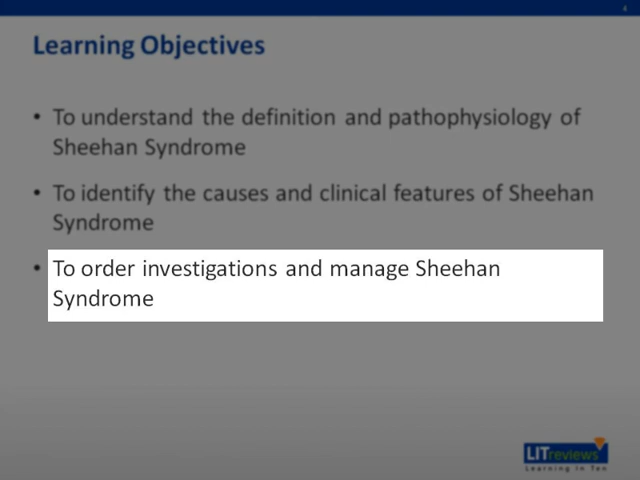 4
Learning Objectives
• To understand the definition and pathophysiology of
Sheehan Syndrome
• To identify the causes and clinical features of Sheehan
Syndrome
• To order investigations and manage Sheehan
Syndrome
LITreviews
Learning In Ten